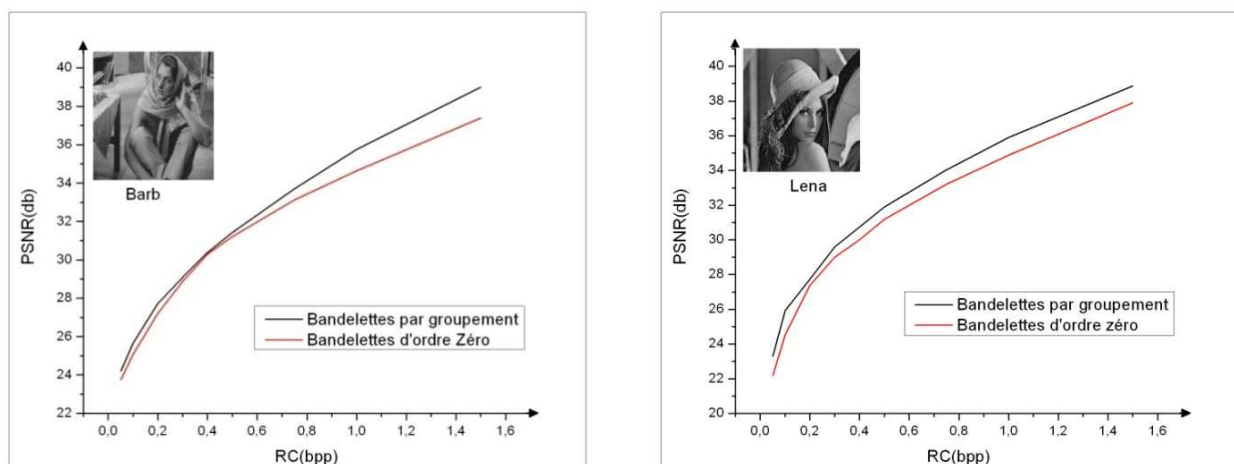 40
38
36
34
32
30
28
26
24
22
PSNR(db)
Barb
Bandelettes par groupement
Bandelettes d'ordre Zéro
0,0 0,2 0,4 0,6 0,8 1,0 1,2 1,4 1,6
RC(bpp)
40
38
36
34
32
30
28
26
24
22
20
PSNR(db)
Lena
Bandelettes par groupement
Bandelettes d'ordre zéro
0,0 0,2 0,4 0,6 0,8 1,0 1,2 1,4 1,6
RC(bpp)